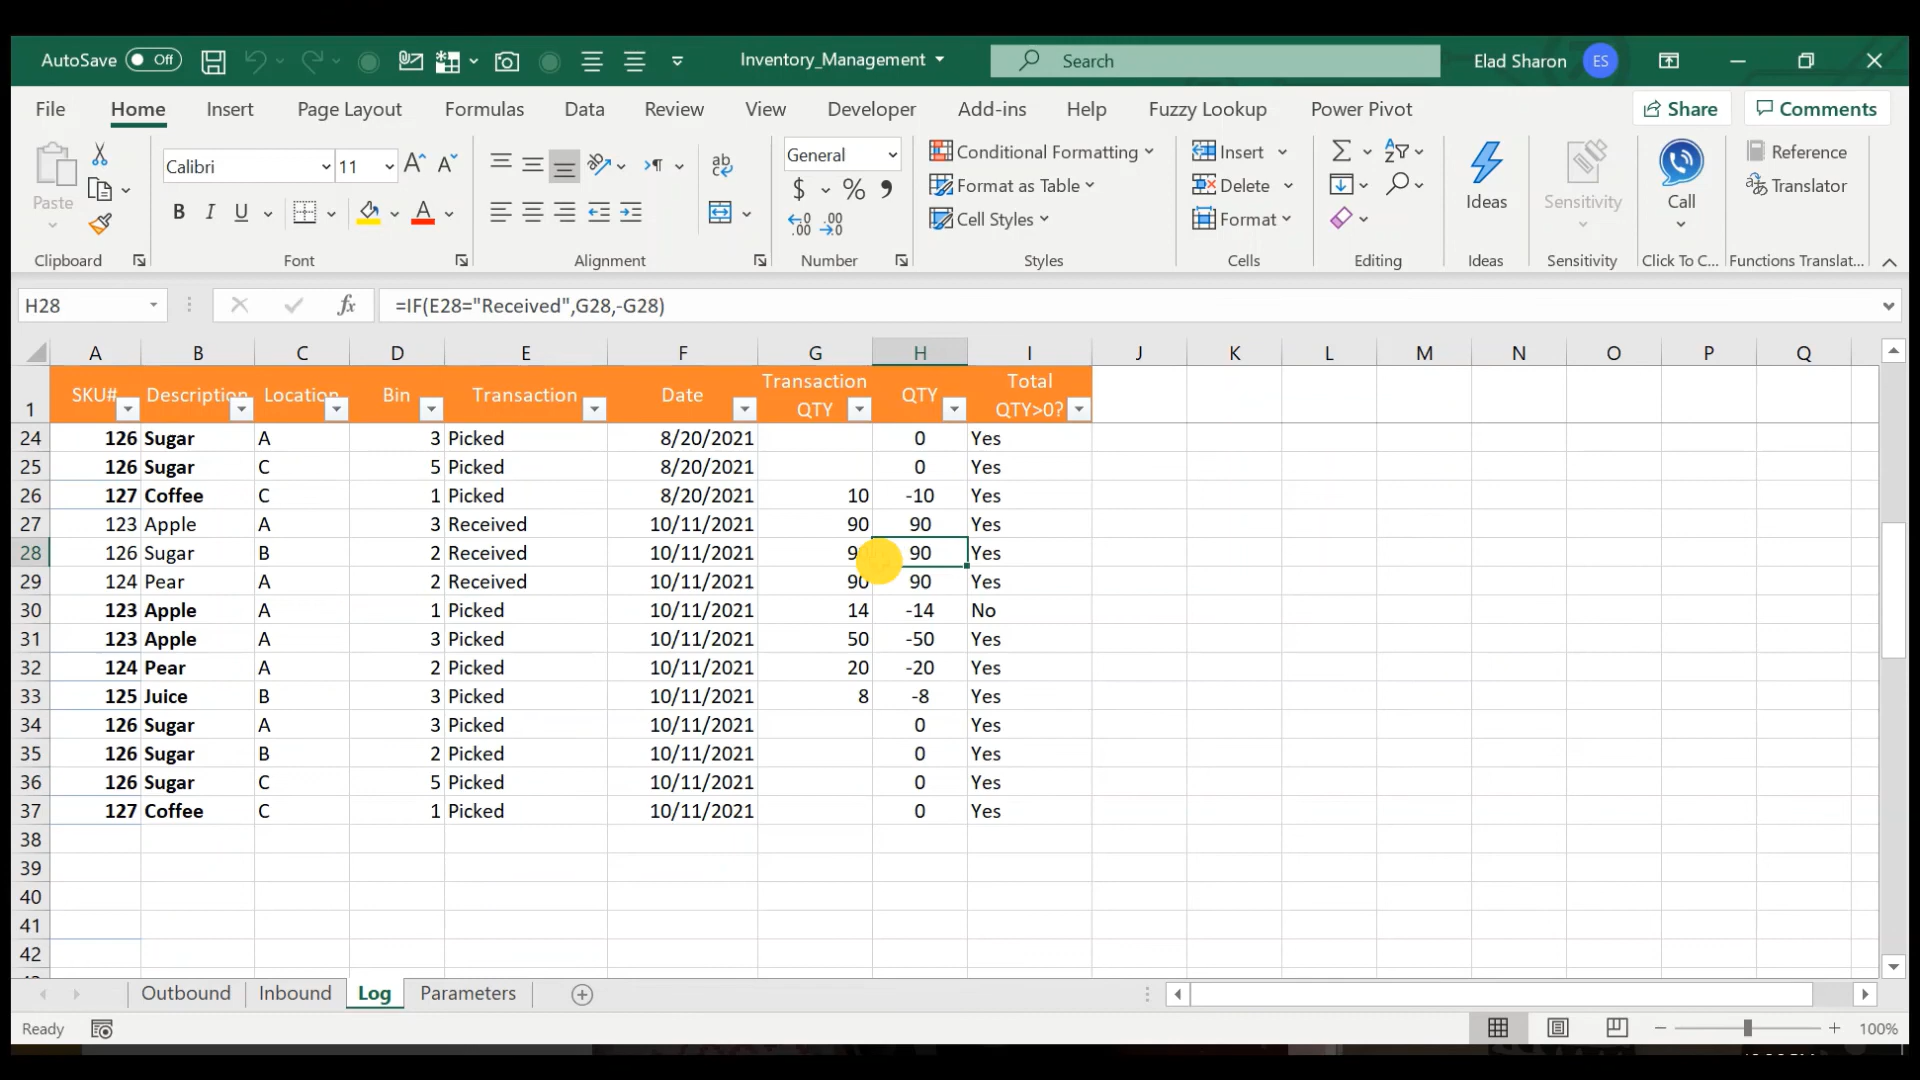 AutoSave Off Inventory_Management Search Elad Sharon ES
File Home Insert Page Layout Formulas Data Review View Developer Add-ins Help Fuzzy Lookup Power Pivot Share Comments
Paste Calibri 11 B I U General $ % Conditional Formatting Format as Table Cell Styles Insert Delete Format Ideas Sensitivity Call Reference Translator
Clipboard Font Alignment Number Styles Cells Editing Ideas Sensitivity Click To C... Functions Translat...
H28 fx =IF(E28="Received",G28,-G28)
A B C D E F G H I J K L M N O P Q
1 SKU# Description Location Bin Transaction Date Transaction QTY QTY Total QTY>0?
24 126 Sugar A 3 Picked 8/20/2021 0 Yes
25 126 Sugar C 5 Picked 8/20/2021 0 Yes
26 127 Coffee C 1 Picked 8/20/2021 10 -10 Yes
27 123 Apple A 3 Received 10/11/2021 90 90 Yes
28 126 Sugar B 2 Received 10/11/2021 9 90 Yes
29 124 Pear A 2 Received 10/11/2021 90 90 Yes
30 123 Apple A 1 Picked 10/11/2021 14 -14 No
31 123 Apple A 3 Picked 10/11/2021 50 -50 Yes
32 124 Pear A 2 Picked 10/11/2021 20 -20 Yes
33 125 Juice B 3 Picked 10/11/2021 8 -8 Yes
34 126 Sugar A 3 Picked 10/11/2021 0 Yes
35 126 Sugar B 2 Picked 10/11/2021 0 Yes
36 126 Sugar C 5 Picked 10/11/2021 0 Yes
37 127 Coffee C 1 Picked 10/11/2021 0 Yes
38
39
40
41
42
Outbound Inbound Log Parameters
Ready 100%